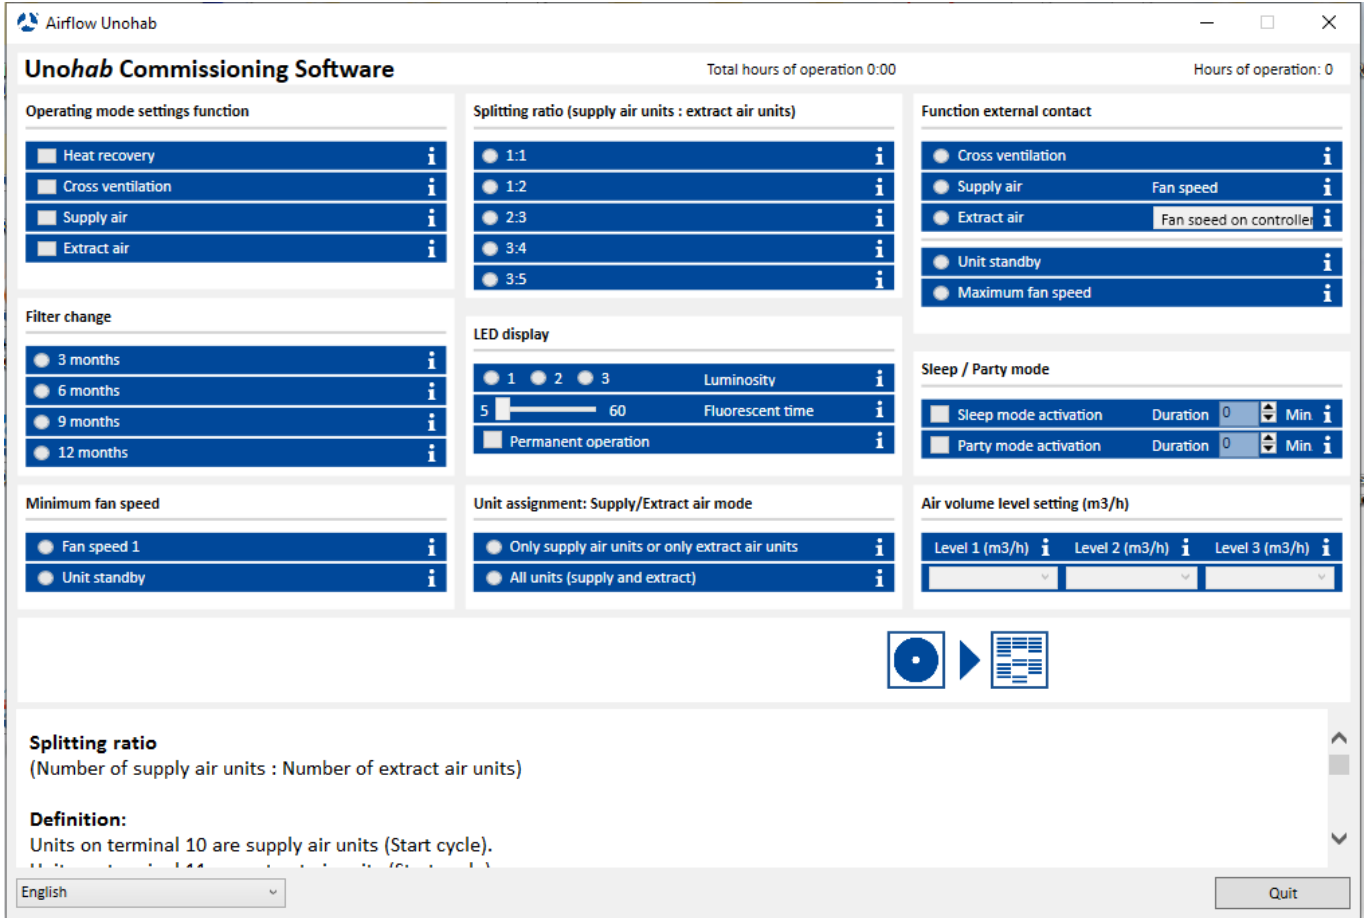 Airflow Unohab
Unohab Commissioning Software
Total hours of operation 0:00
Hours of operation: 0
Operating mode settings function
Heat recovery
Cross ventilation
Supply air
Extract air
Filter change
3 months
6 months
9 months
12 months
Minimum fan speed
Fan speed 1
Unit standby
Splitting ratio (supply air units : extract air units)
1:1
1:2
2:3
3:4
3:5
LED display
1 2 3 Luminosity
5 60 Fluorescent time
Permanent operation
Unit assignment: Supply/Extract air mode
Only supply air units or only extract air units
All units (supply and extract)
Function external contact
Cross ventilation
Supply air Fan speed
Extract air Fan speed on controller
Unit standby
Maximum fan speed
Sleep / Party mode
Sleep mode activation Duration 0 Min.
Party mode activation Duration 0 Min.
Air volume level setting (m3/h)
Level 1 (m3/h) Level 2 (m3/h) Level 3 (m3/h)
Splitting ratio
(Number of supply air units : Number of extract air units)
Definition:
Units on terminal 10 are supply air units (Start cycle).
English
Quit